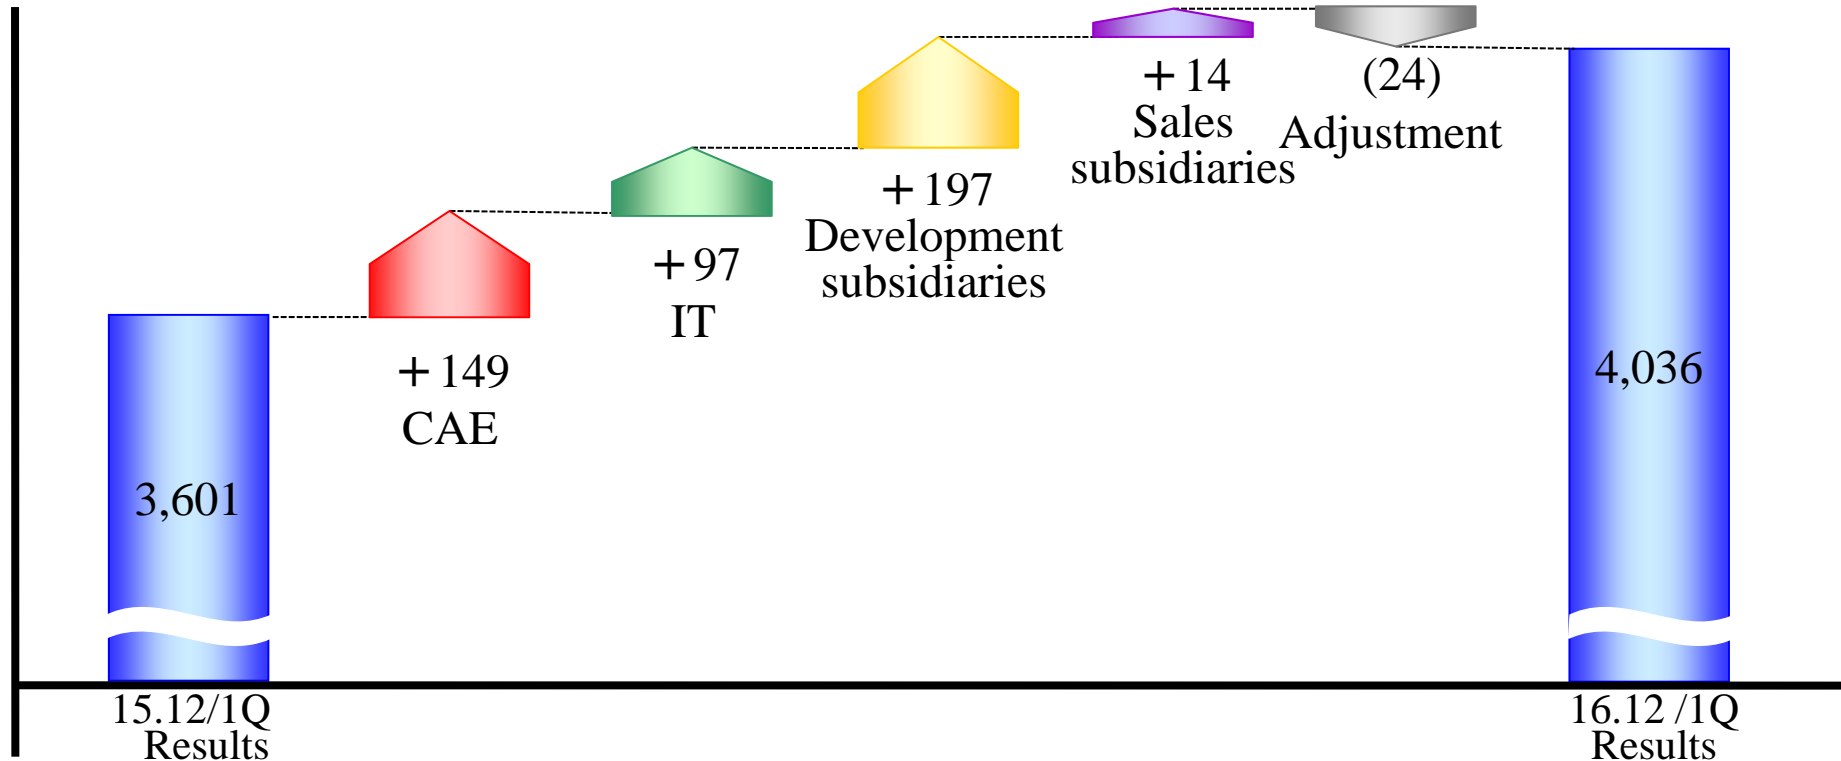 3,601
15.12/1Q
Results
+149
CAE
+97
IT
+197
Development
subsidiaries
+14
Sales
subsidiaries
(24)
Adjustment
4,036
16.12 /1Q
Results